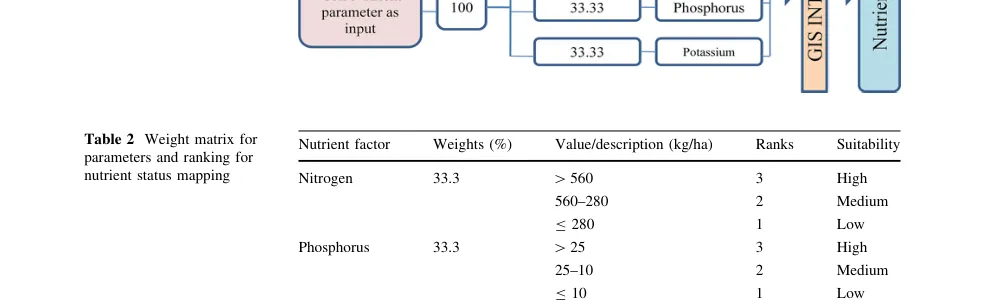 parameter as
input
100
33.33
Phosphorus
33.33
Potassium
GIS INT
Nutrien
Table 2 Weight matrix for
parameters and ranking for
nutrient status mapping
Nutrient factor Weights (%) Value/description (kg/ha) Ranks Suitability
Nitrogen 33.3 > 560 3 High
560–280 2 Medium
≤ 280 1 Low
Phosphorus 33.3 > 25 3 High
25–10 2 Medium
≤ 10 1 Low